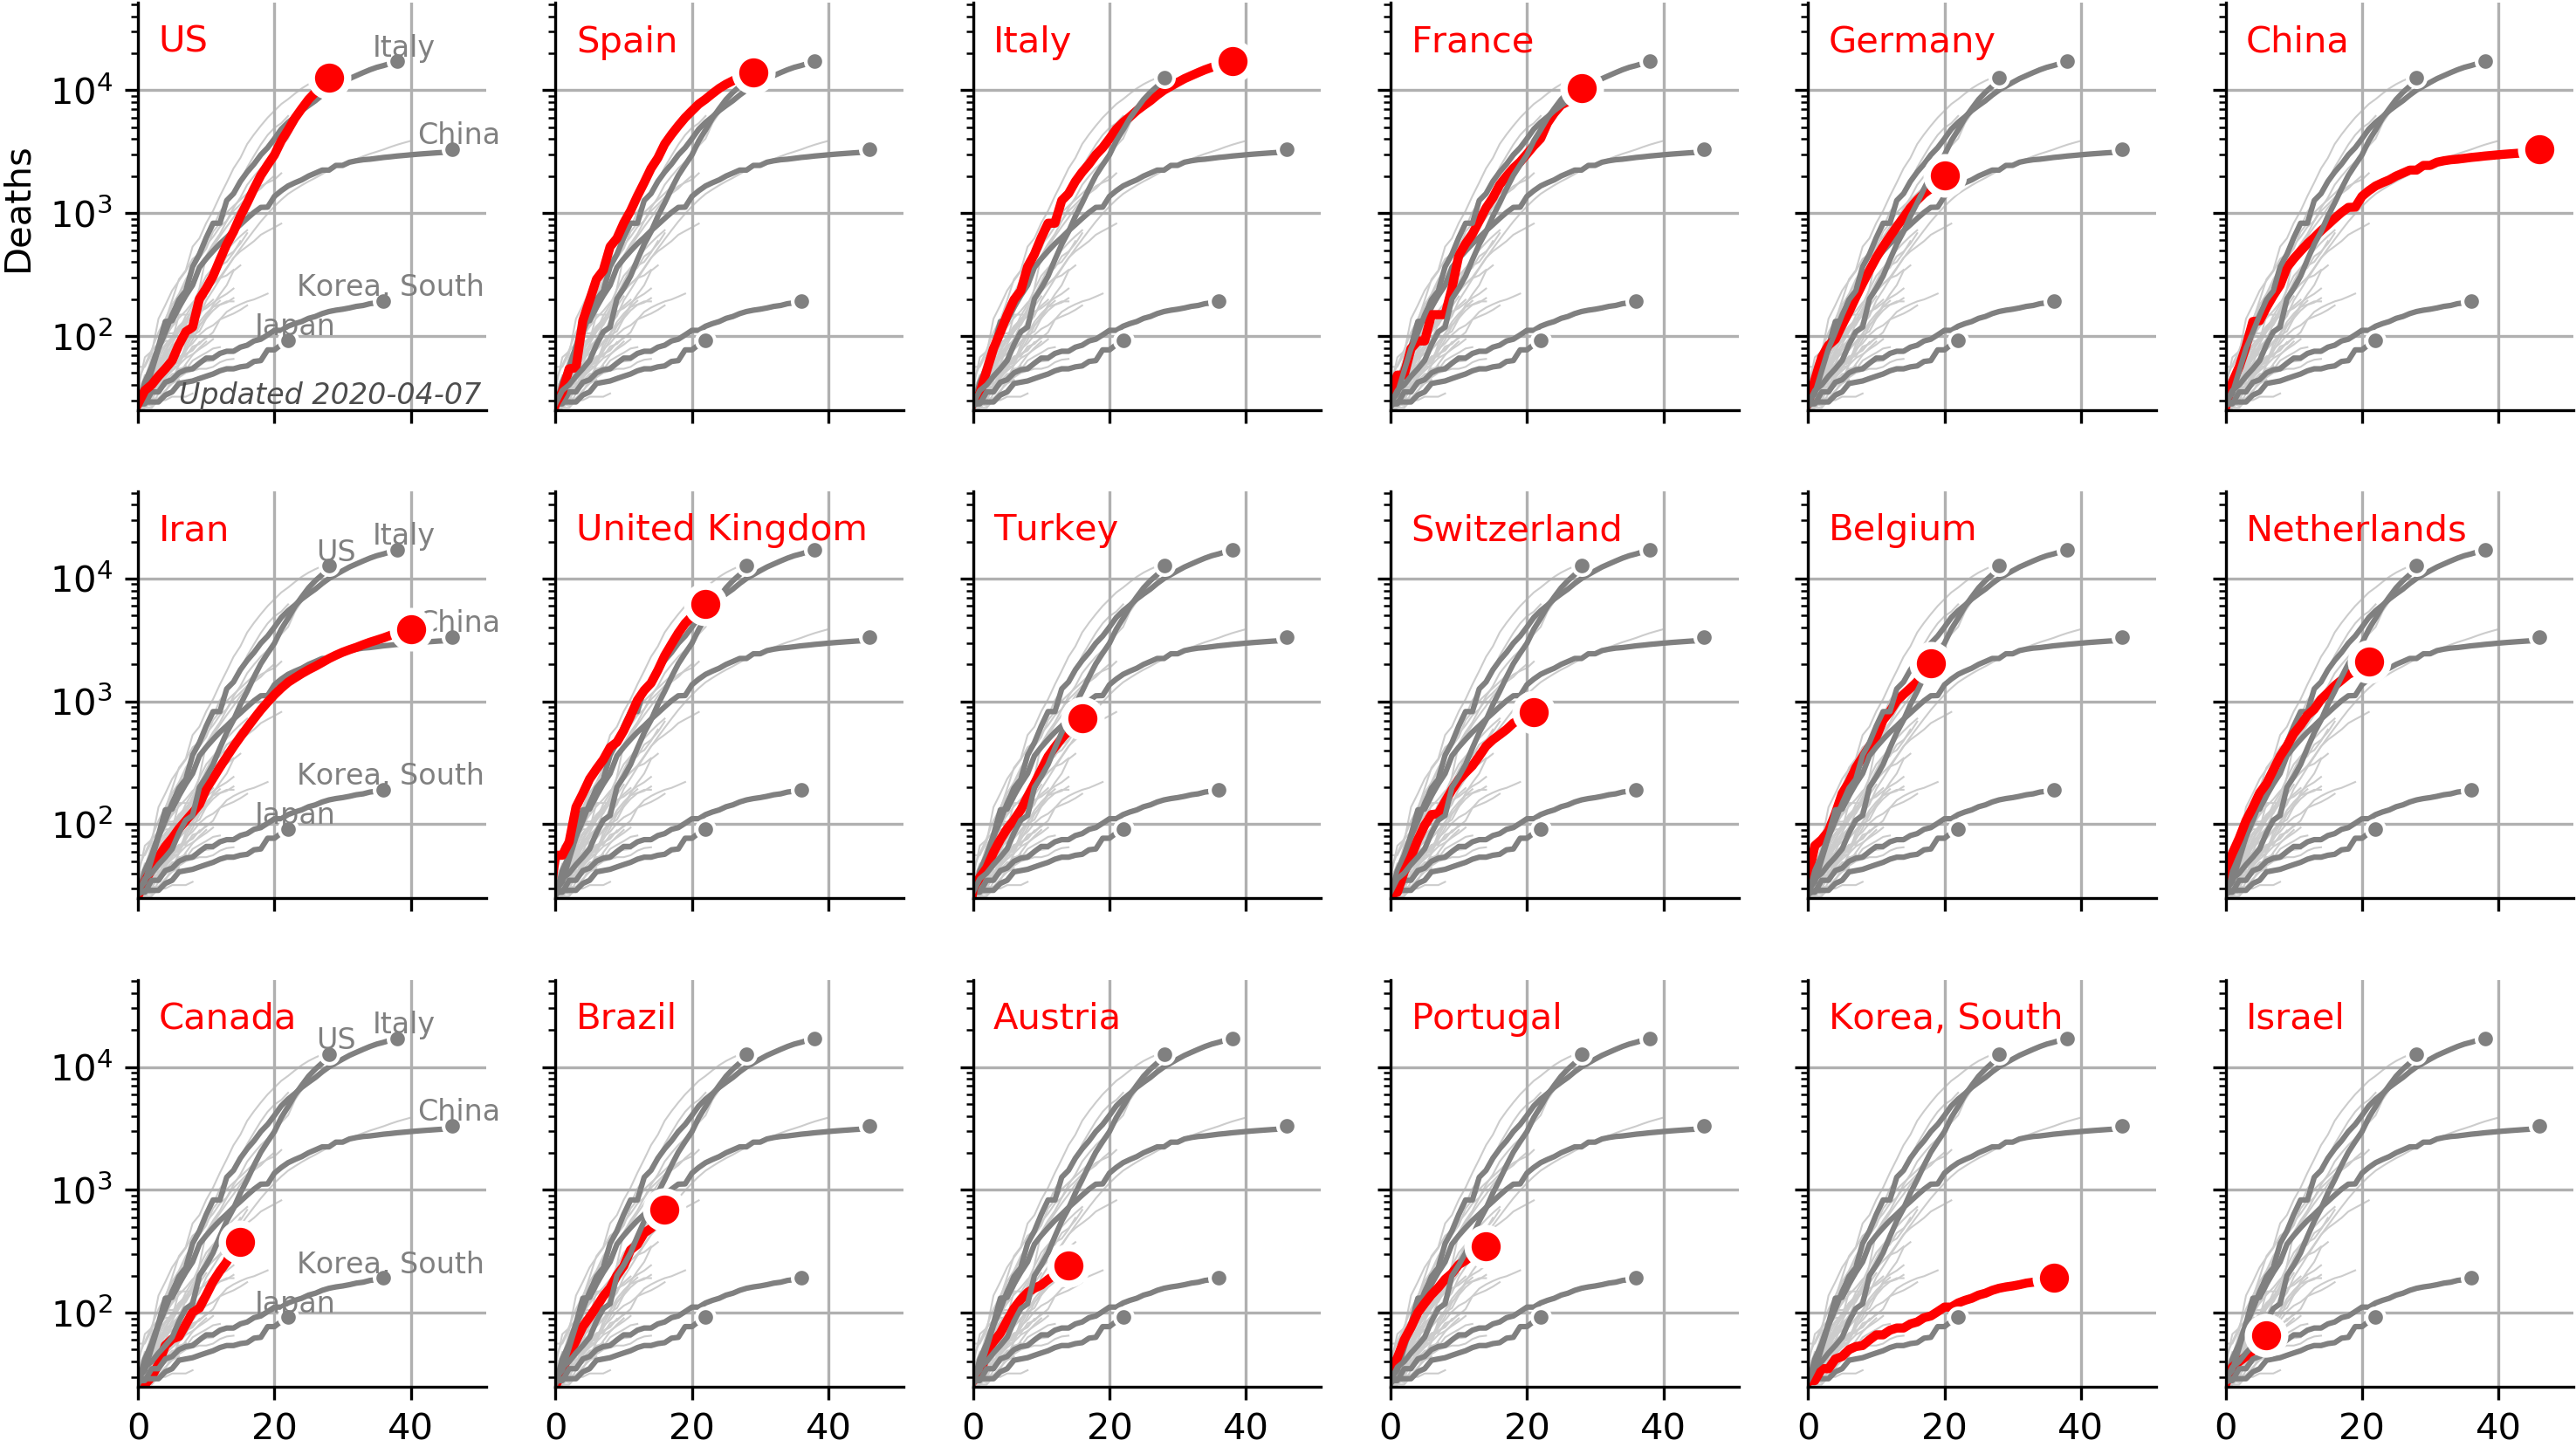 US
Italy
China
Korea, South
Japan
Updated 2020-04-07
Deaths
10⁴
10³
10²
Spain
Italy
France
Germany
China
Iran
US
Italy
China
Korea, South
Japan
10⁴
10³
10²
United Kingdom
Turkey
Switzerland
Belgium
Netherlands
Canada
US
Italy
China
Korea, South
Japan
10⁴
10³
10²
Brazil
Austria
Portugal
Korea, South
Israel
0 20 40
0 20 40
0 20 40
0 20 40
0 20 40
0 20 40